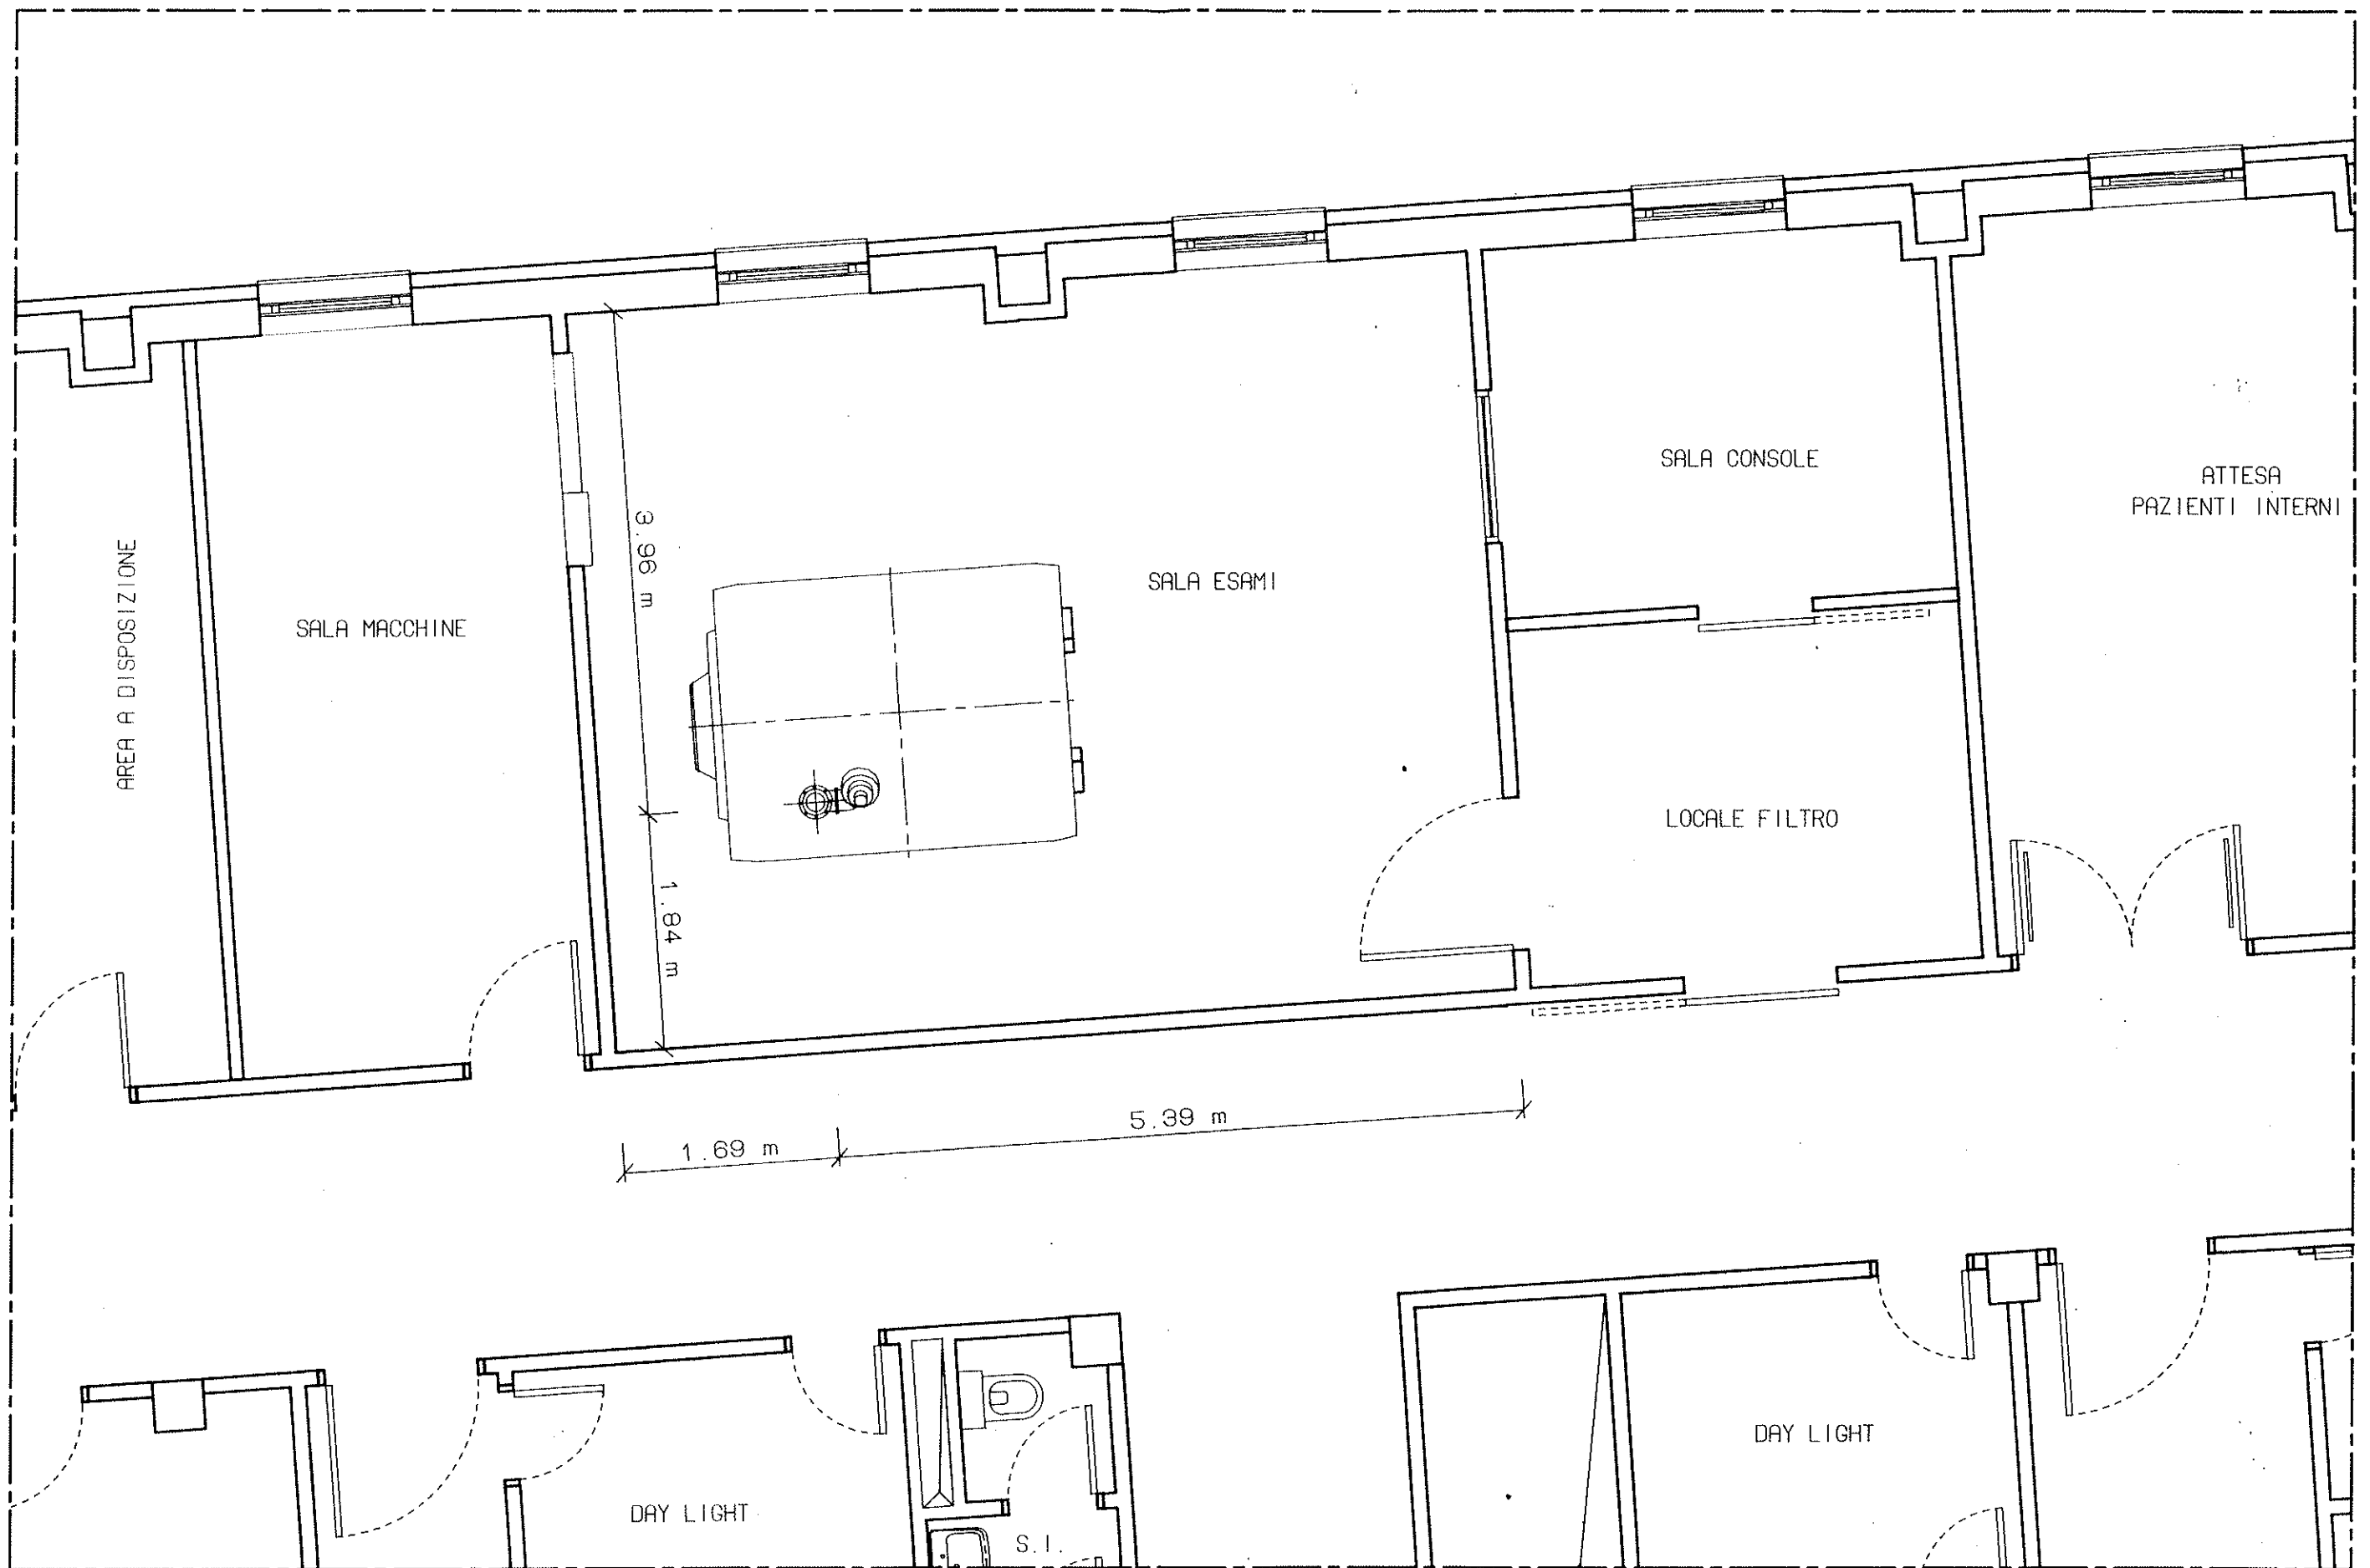 SALA CONSOLE
ATTESA
PAZIENTI INTERNI
SALA ESAMI
SALA MACCHINE
AREA A DISPOSIZIONE
3.96 m
LOCALE FILTRO
1.84 m
5.39 m
1.69 m
DAY LIGHT
DAY LIGHT
S.I.